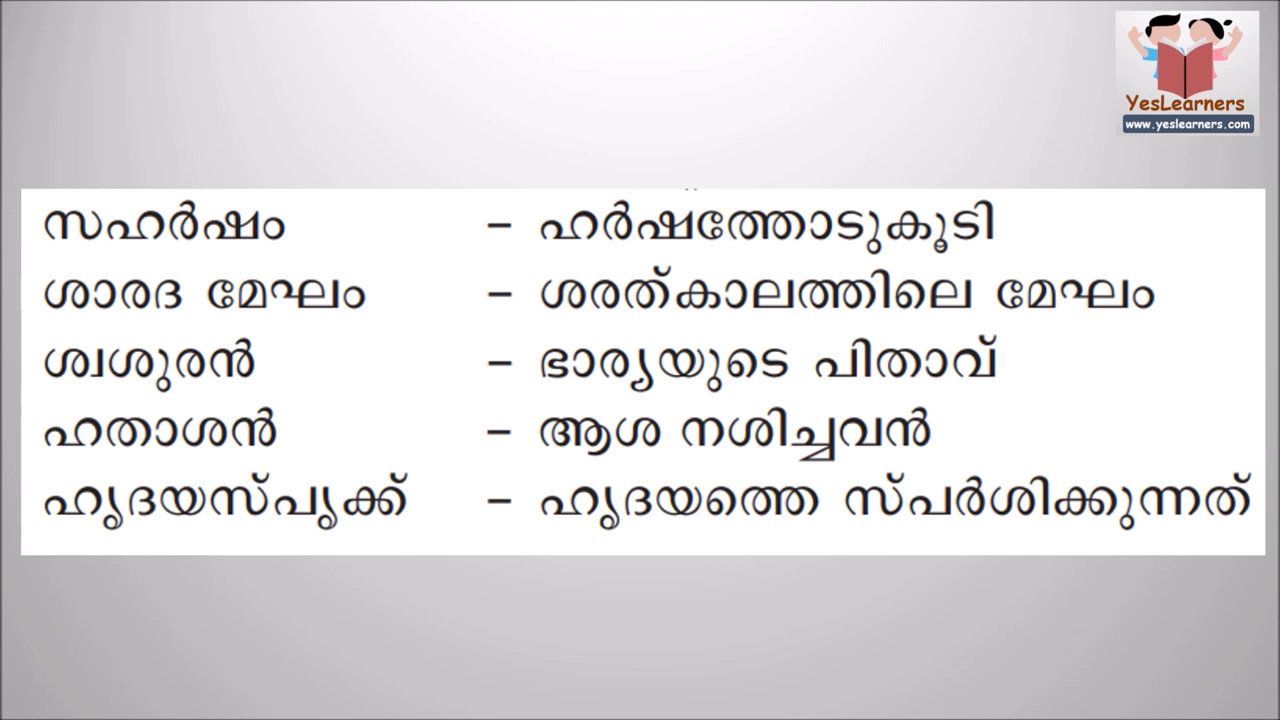 YesLearners
www.yeslearners.com
സഹർഷം – ഹർഷത്തോടുകൂടി
ശാരദ മേഘം – ശരത്കാലത്തിലെ മേഘം
ശ്വശുരൻ – ഭാര്യയുടെ പിതാവ്
ഹതാശൻ – ആശ നശിച്ചവൻ
ഹൃദയസ്പൃക്ക് – ഹൃദയത്തെ സ്പർശിക്കുന്നത്